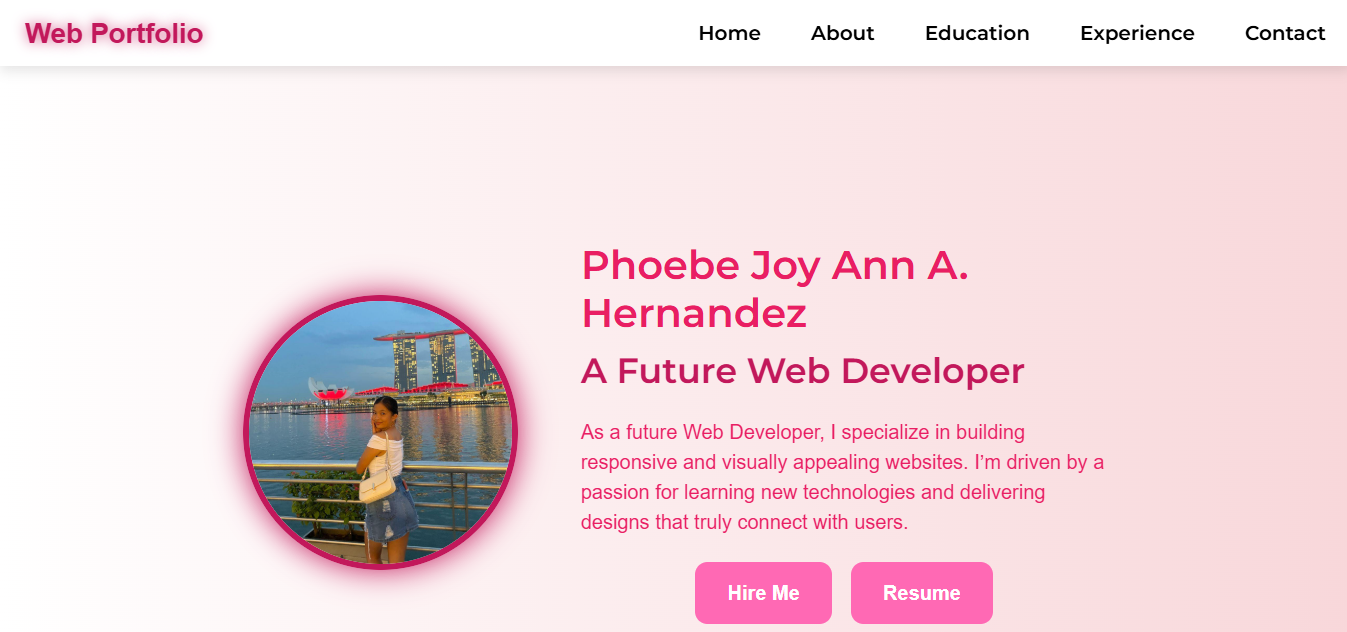 Web Portfolio
Home About Education Experience Contact
Phoebe Joy Ann A.
Hernandez
A Future Web Developer
As a future Web Developer, I specialize in building
responsive and visually appealing websites. I’m driven by a
passion for learning new technologies and delivering
designs that truly connect with users.
Hire Me Resume